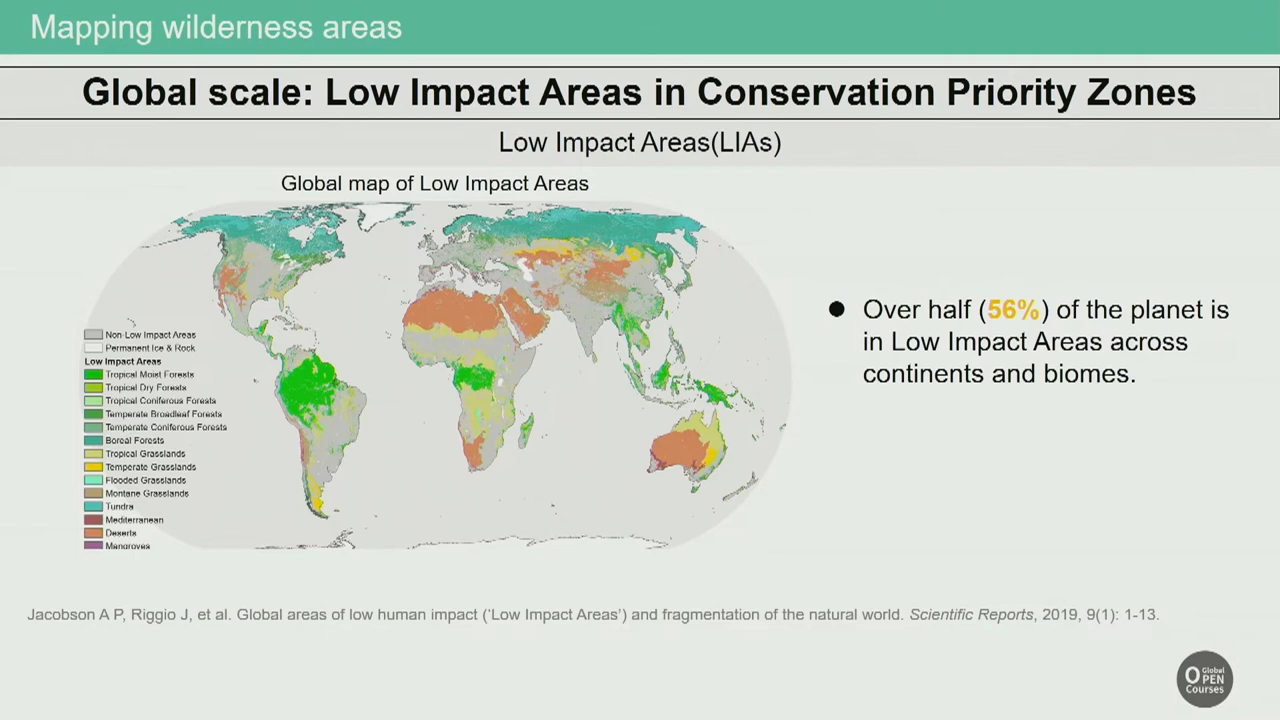 Mapping wilderness areas
Global scale: Low Impact Areas in Conservation Priority Zones
Low Impact Areas(LIAs)
Global map of Low Impact Areas
Non-Low Impact Areas
Permanent Ice & Rock
Low Impact Areas
Tropical Moist Forests
Tropical Dry Forests
Tropical Coniferous Forests
Temperate Broadleaf Forests
Temperate Coniferous Forests
Boreal Forests
Tropical Grasslands
Temperate Grasslands
Flooded Grasslands
Montane Grasslands
Tundra
Mediterranean
Deserts
Mangroves
● Over half (56%) of the planet is
in Low Impact Areas across
continents and biomes.
Jacobson A P, Riggio J, et al. Global areas of low human impact (‘Low Impact Areas’) and fragmentation of the natural world. Scientific Reports, 2019, 9(1): 1-13.
Global
OPEN
Courses